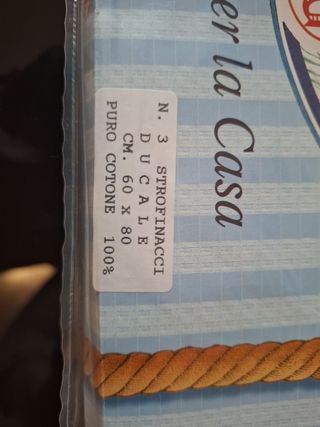 er la Casa
N. 3 STROFINACCI
D U C A L E
CM. 60 X 80
PURO COTONE 100%